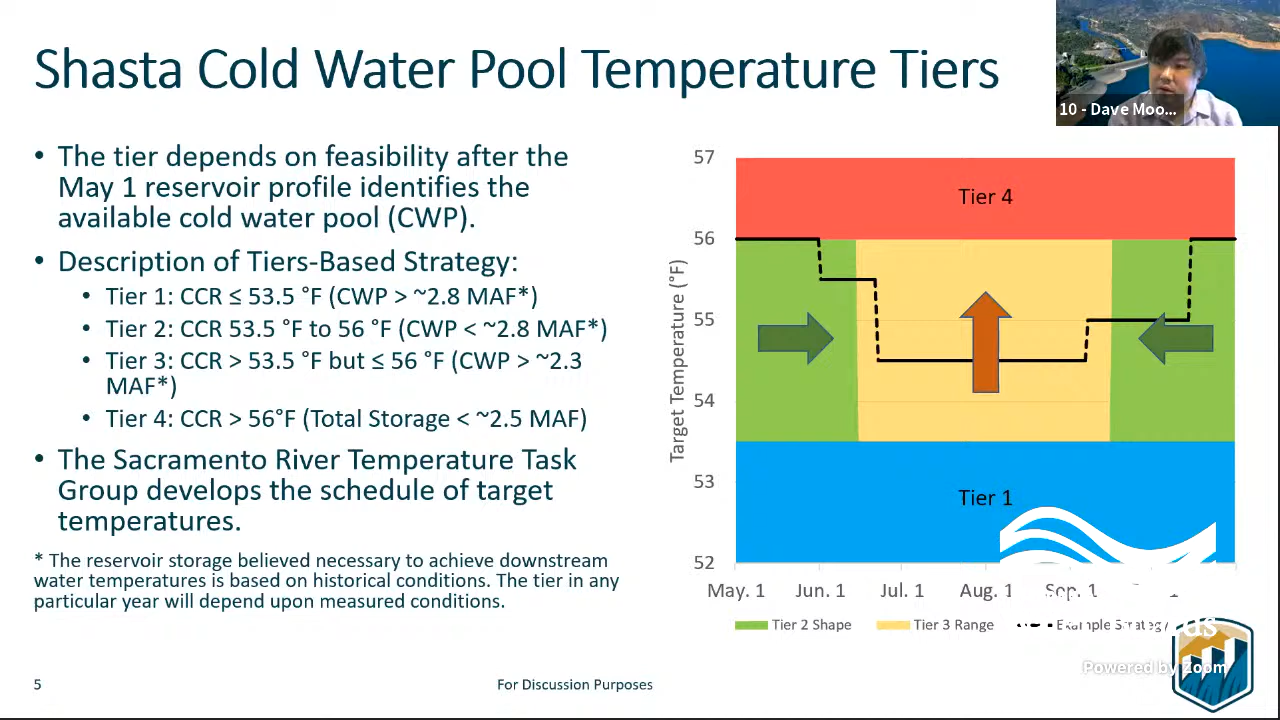 Shasta Cold Water Pool Temperature Tiers
10 - Dave Moo...
• The tier depends on feasibility after the
May 1 reservoir profile identifies the
available cold water pool (CWP).
• Description of Tiers-Based Strategy:
• Tier 1: CCR ≤ 53.5 °F (CWP > ~2.8 MAF*)
• Tier 2: CCR 53.5 °F to 56 °F (CWP < ~2.8 MAF*)
• Tier 3: CCR > 53.5 °F but ≤ 56 °F (CWP > ~2.3
MAF*)
• Tier 4: CCR > 56°F (Total Storage < ~2.5 MAF)
• The Sacramento River Temperature Task
Group develops the schedule of target
temperatures.
* The reservoir storage believed necessary to achieve downstream
water temperatures is based on historical conditions. The tier in any
particular year will depend upon measured conditions.
Target Temperature (°F)
57
56
55
54
53
52
Tier 4
Tier 1
May. 1 Jun. 1 Jul. 1 Aug. 1 Sep. 1
Tier 2 Shape Tier 3 Range Example Strategy
Powered by Zoom
5
For Discussion Purposes